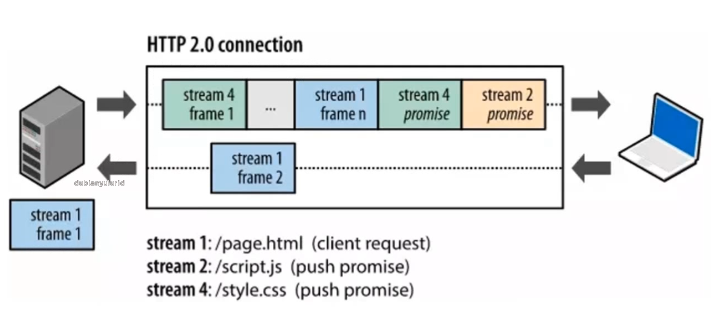 HTTP 2.0 connection
stream 4
frame 1
...
stream 1
frame n
stream 4
promise
stream 2
promise
stream 1
frame 2
stream 1
frame 1
stream 1: /page.html (client request)
stream 2: /script.js (push promise)
stream 4: /style.css (push promise)